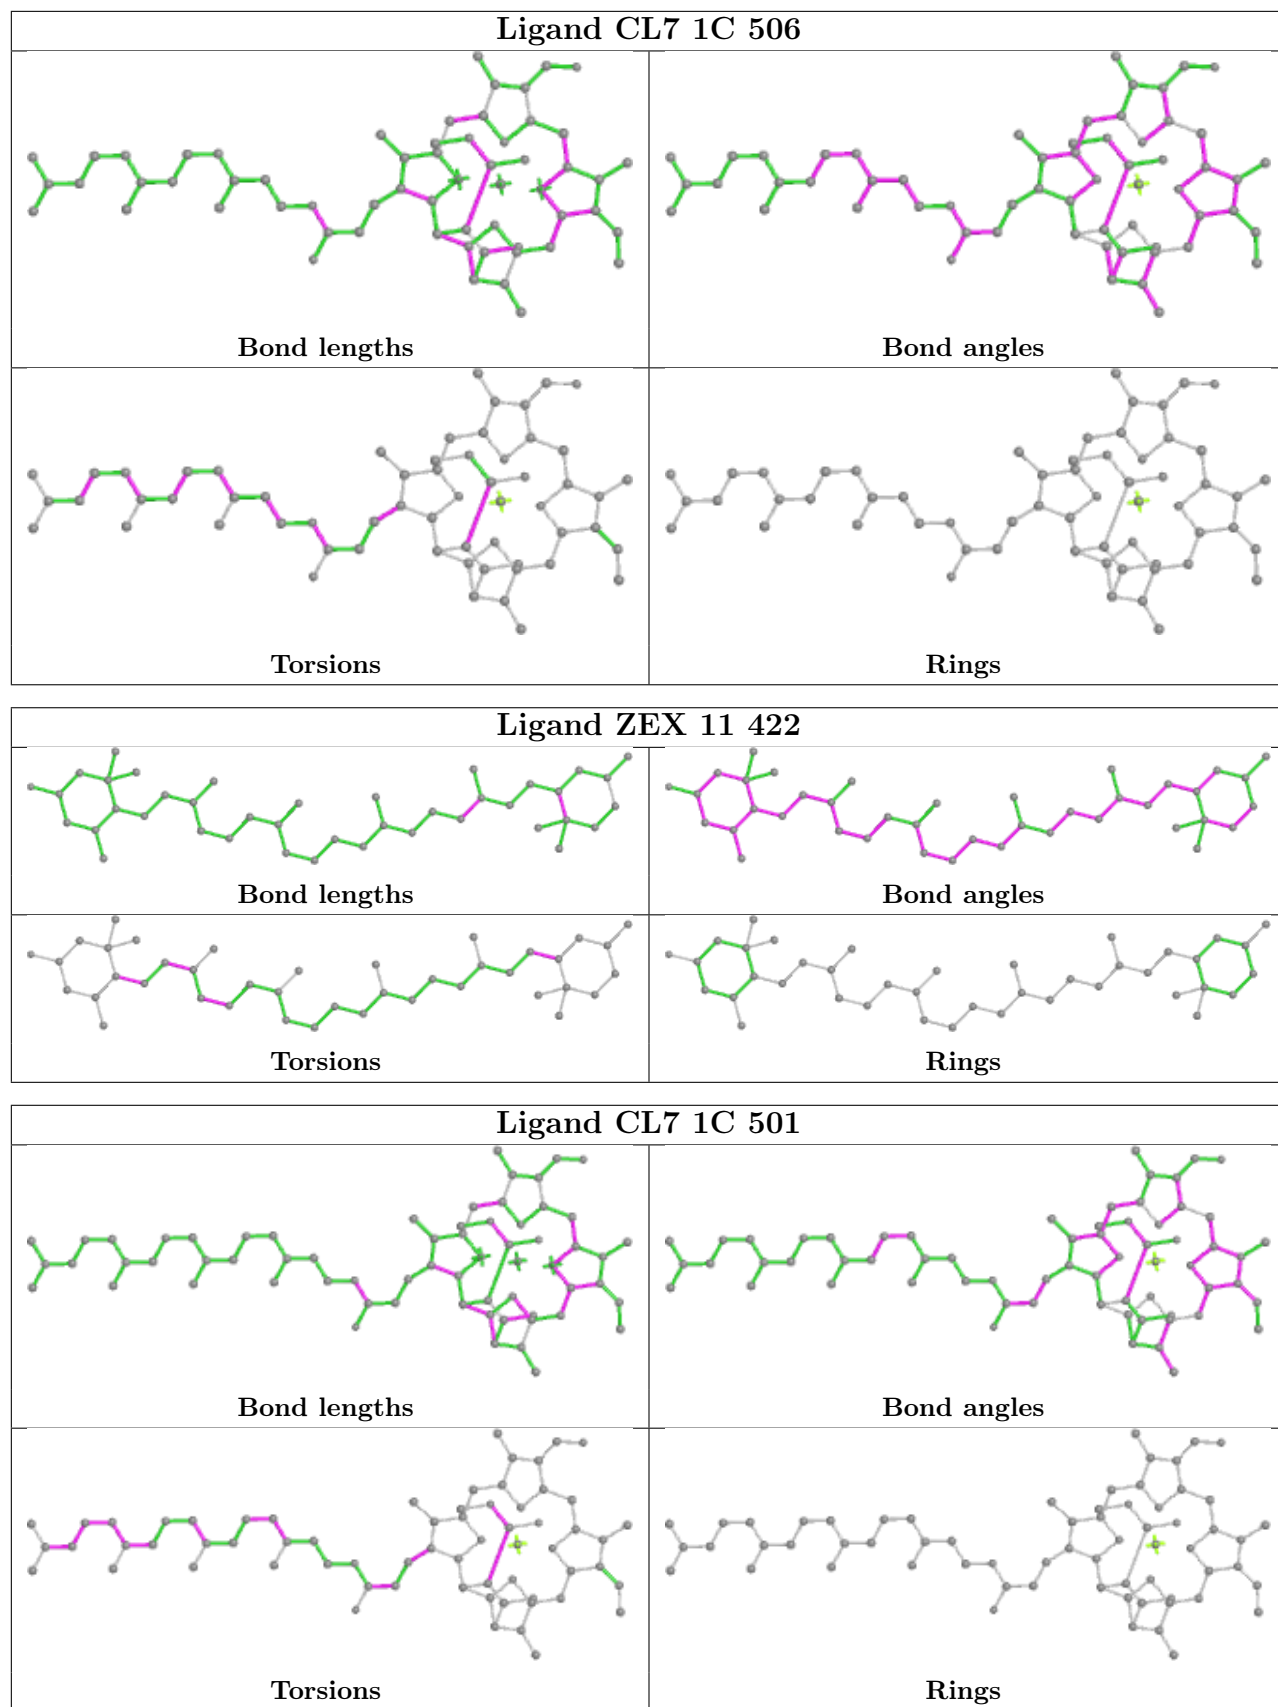 Ligand CL7 1C 506
Bond lengths
Bond angles
Torsions
Rings
Ligand ZEX 11 422
Bond lengths
Bond angles
Torsions
Rings
Ligand CL7 1C 501
Bond lengths
Bond angles
Torsions
Rings